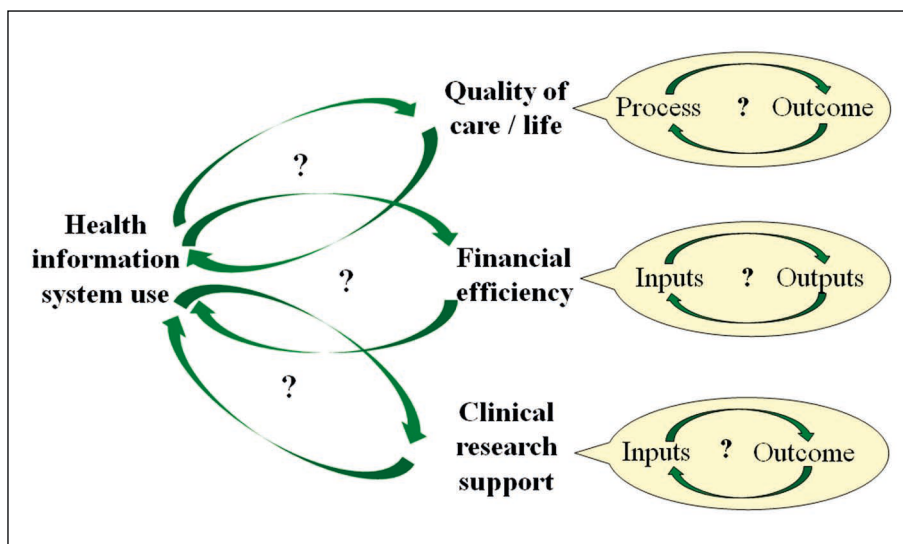 Health
information
system use
?
?
?
Quality of
care / life
Process ? Outcome
Financial
efficiency
Inputs ? Outputs
Clinical
research
support
Inputs ? Outcome